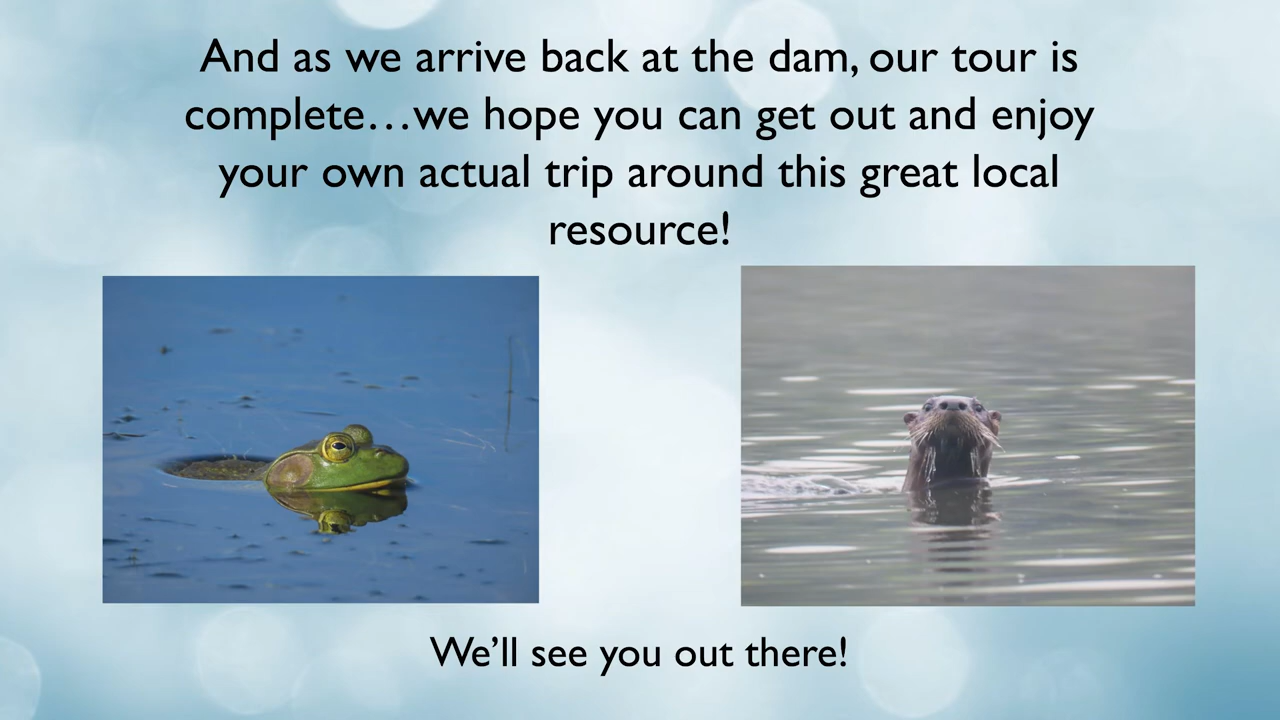 And as we arrive back at the dam, our tour is
complete…we hope you can get out and enjoy
your own actual trip around this great local
resource!
We’ll see you out there!